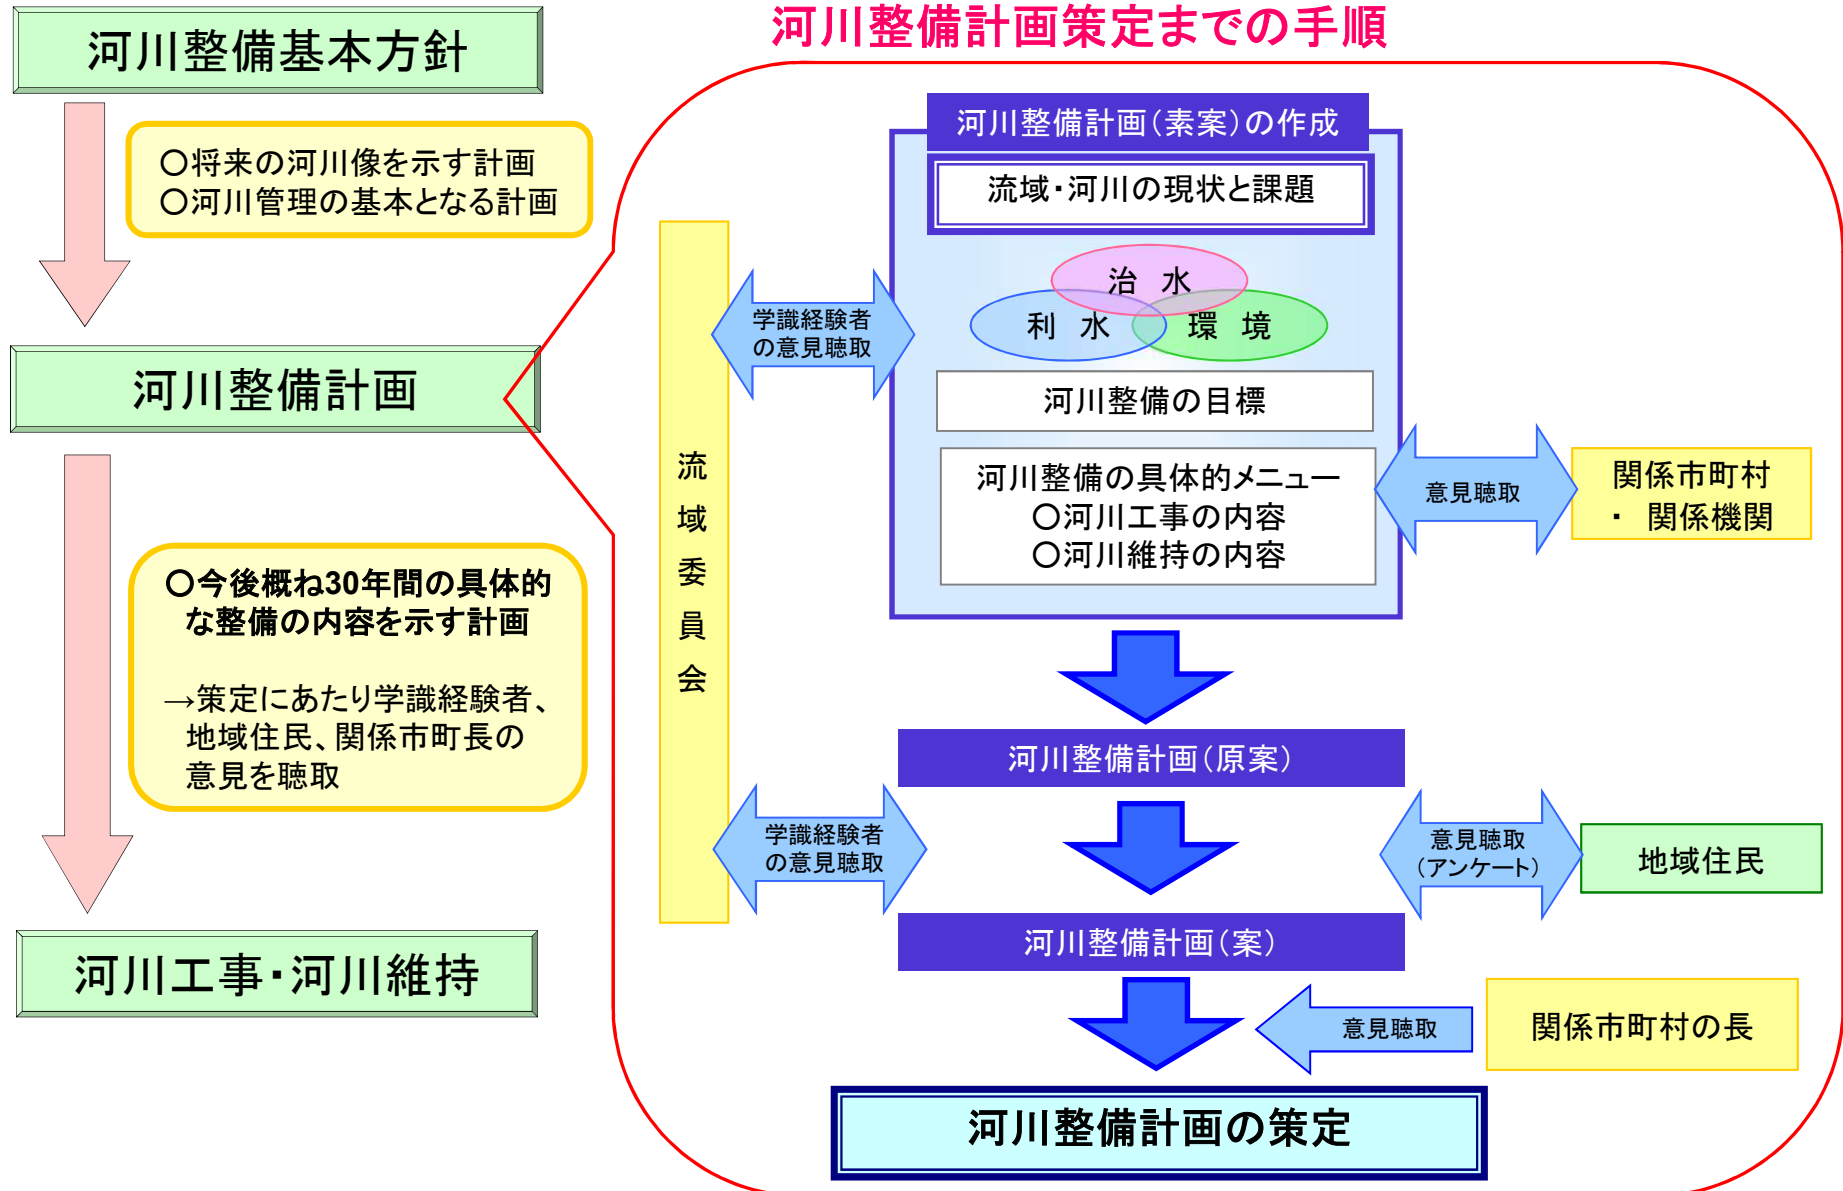 河川整備計画策定までの手順
河川整備基本方針
○将来の河川像を示す計画
○河川管理の基本となる計画
河川整備計画
○今後概ね30年間の具体的
な整備の内容を示す計画
→策定にあたり学識経験者、
地域住民、関係市町長の
意見を聴取
河川工事・河川維持
河川整備計画（素案）の作成
流域・河川の現状と課題
治　水
利　水
環　境
河川整備の目標
河川整備の具体的メニュー
○河川工事の内容
○河川維持の内容
流域委員会
学識経験者
の意見聴取
意見聴取
関係市町村
・　関係機関
河川整備計画（原案）
学識経験者
の意見聴取
意見聴取
（アンケート）
地域住民
河川整備計画（案）
意見聴取
関係市町村の長
河川整備計画の策定